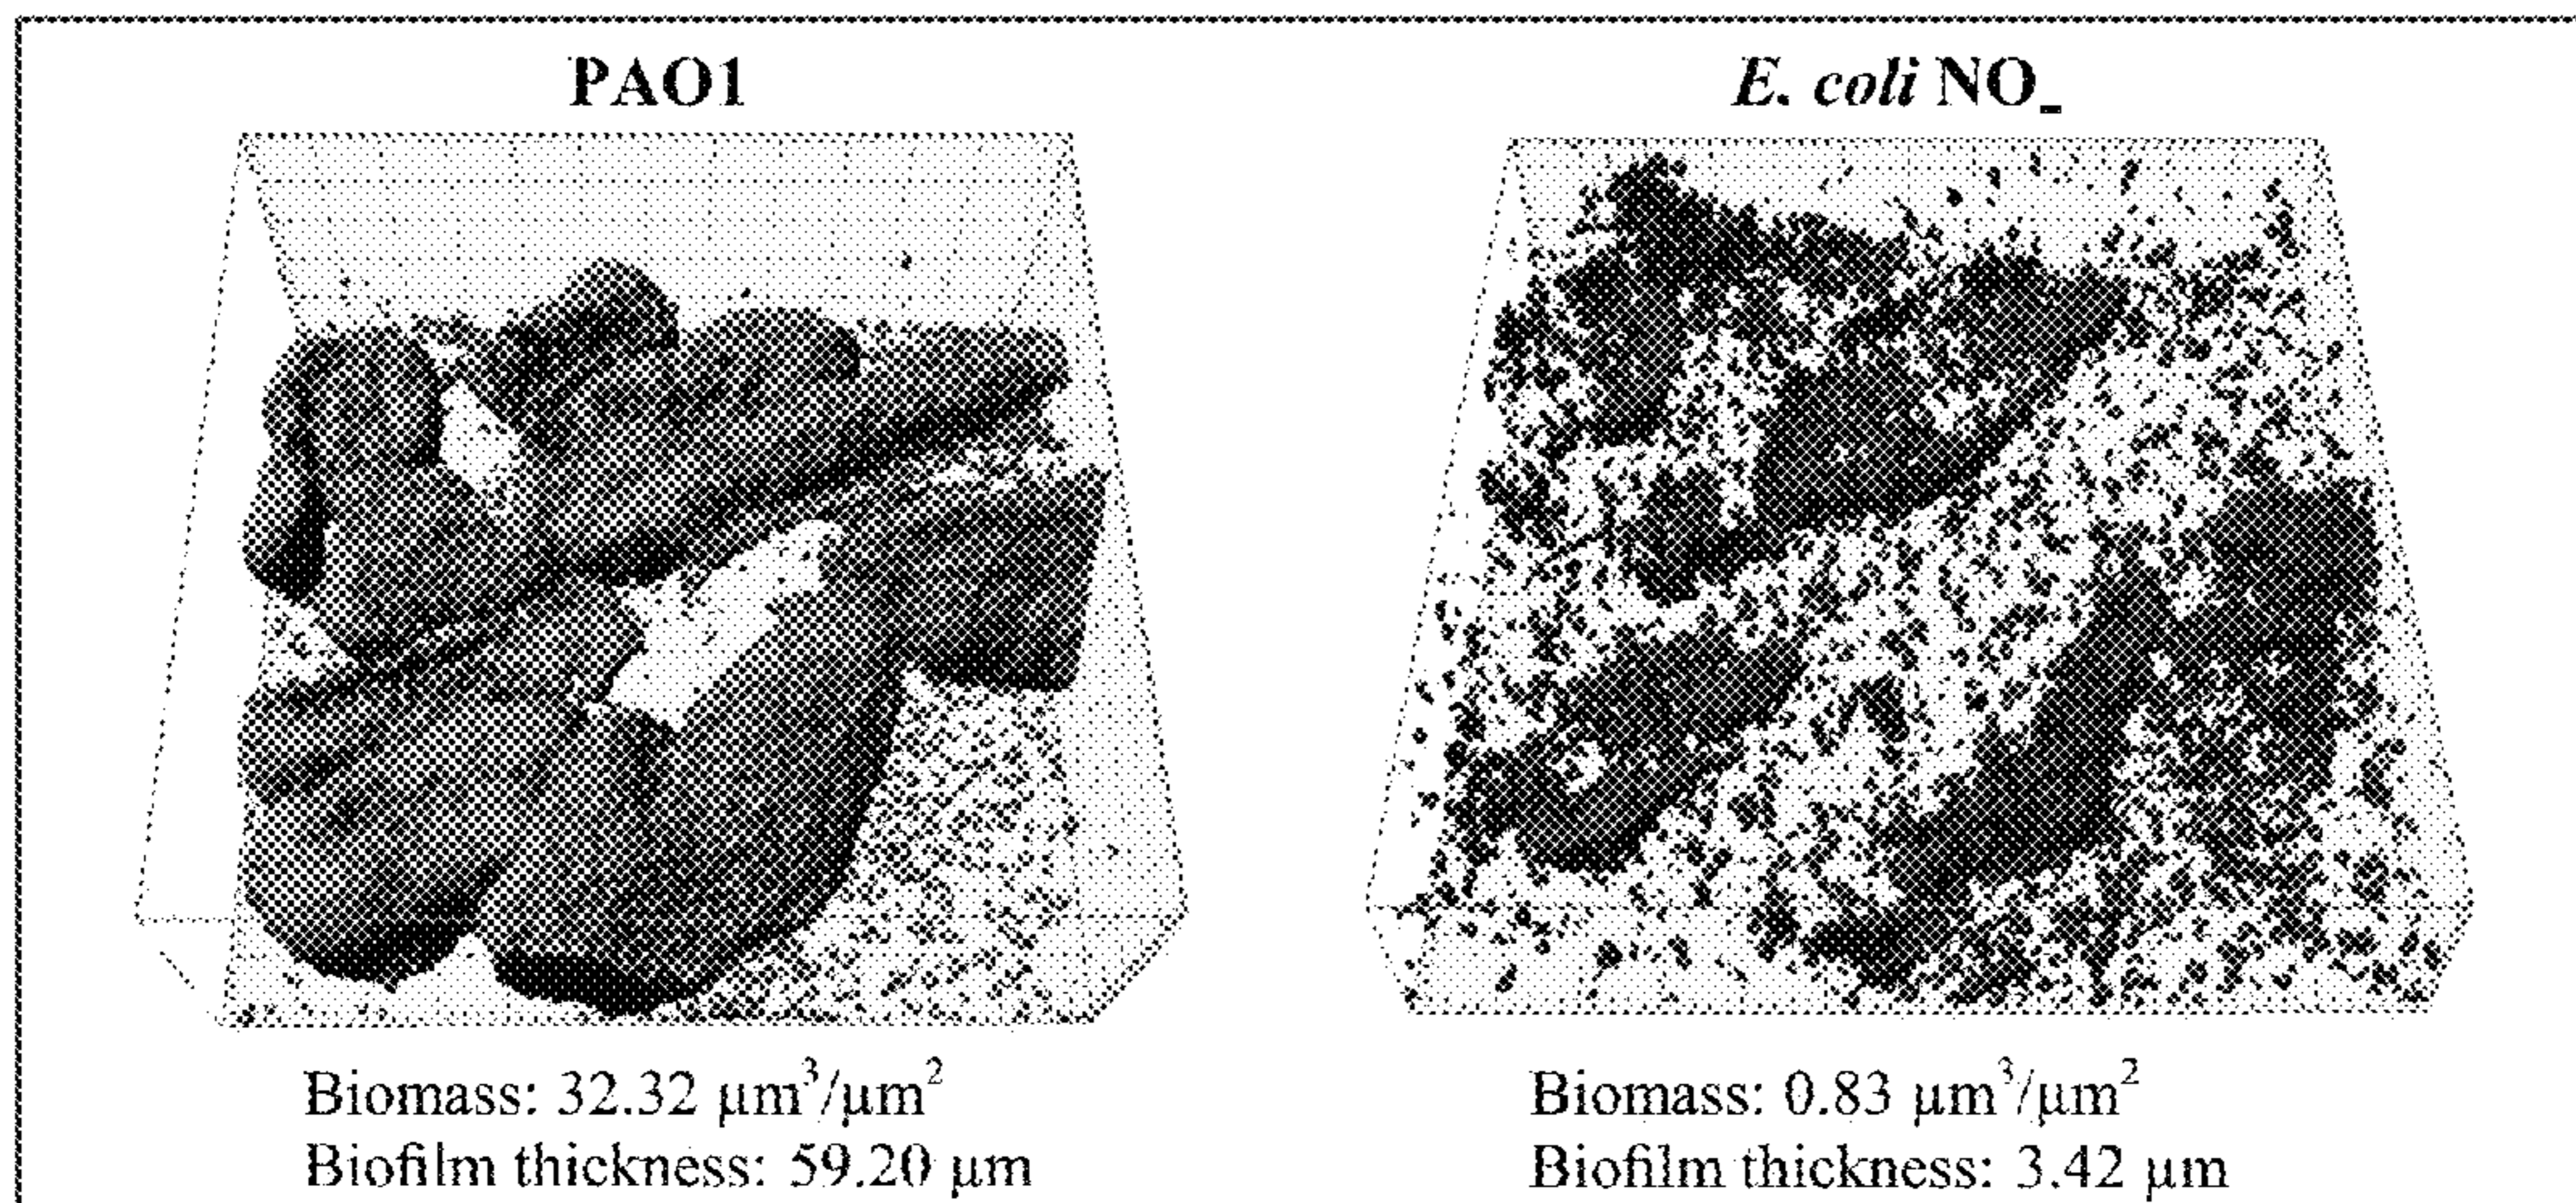 PAO1
E. coli NO_
Biomass: 32.32 μm³/μm²
Biofilm thickness: 59.20 μm
Biomass: 0.83 μm³/μm²
Biofilm thickness: 3.42 μm